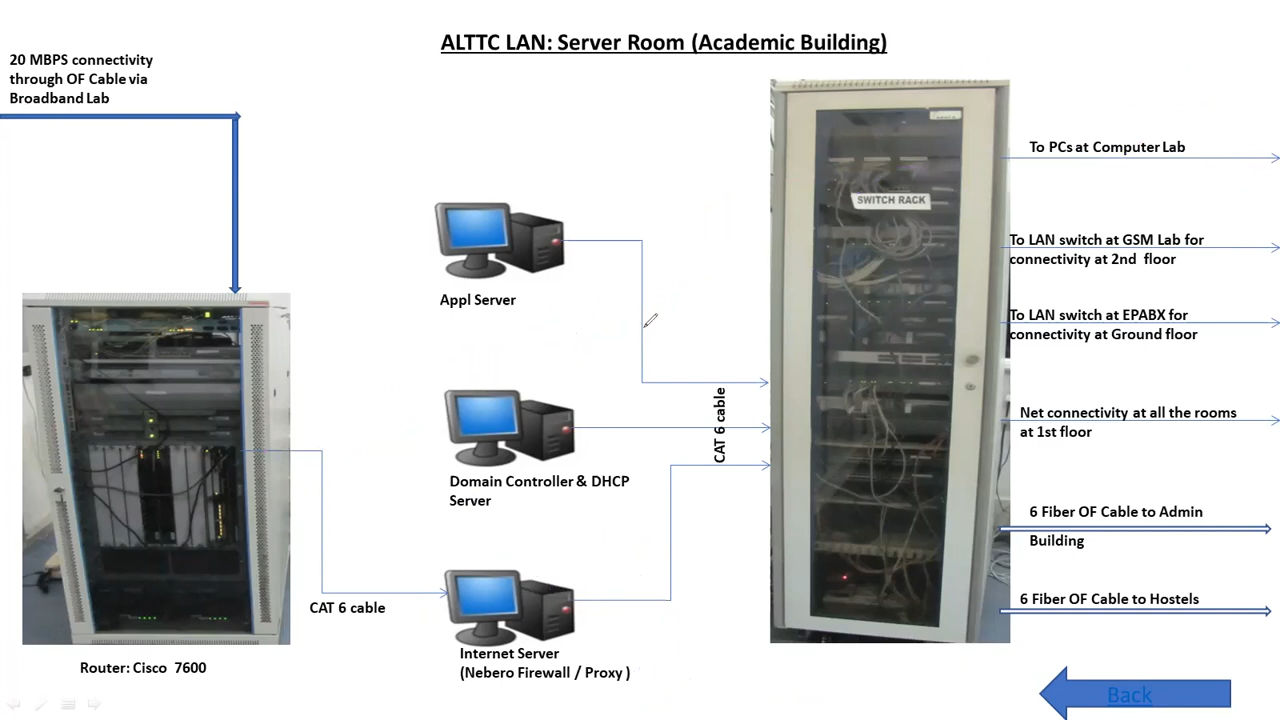 ALTTC LAN: Server Room (Academic Building)
20 MBPS connectivity
through OF Cable via
Broadband Lab
To PCs at Computer Lab
SWITCH RACK
To LAN switch at GSM Lab for
connectivity at 2nd floor
Appl Server
To LAN switch at EPABX for
connectivity at Ground floor
CAT 6 cable
Net connectivity at all the rooms
at 1st floor
Domain Controller & DHCP
Server
6 Fiber OF Cable to Admin
Building
CAT 6 cable
6 Fiber OF Cable to Hostels
Internet Server
(Nebero Firewall / Proxy )
Router: Cisco 7600
Back